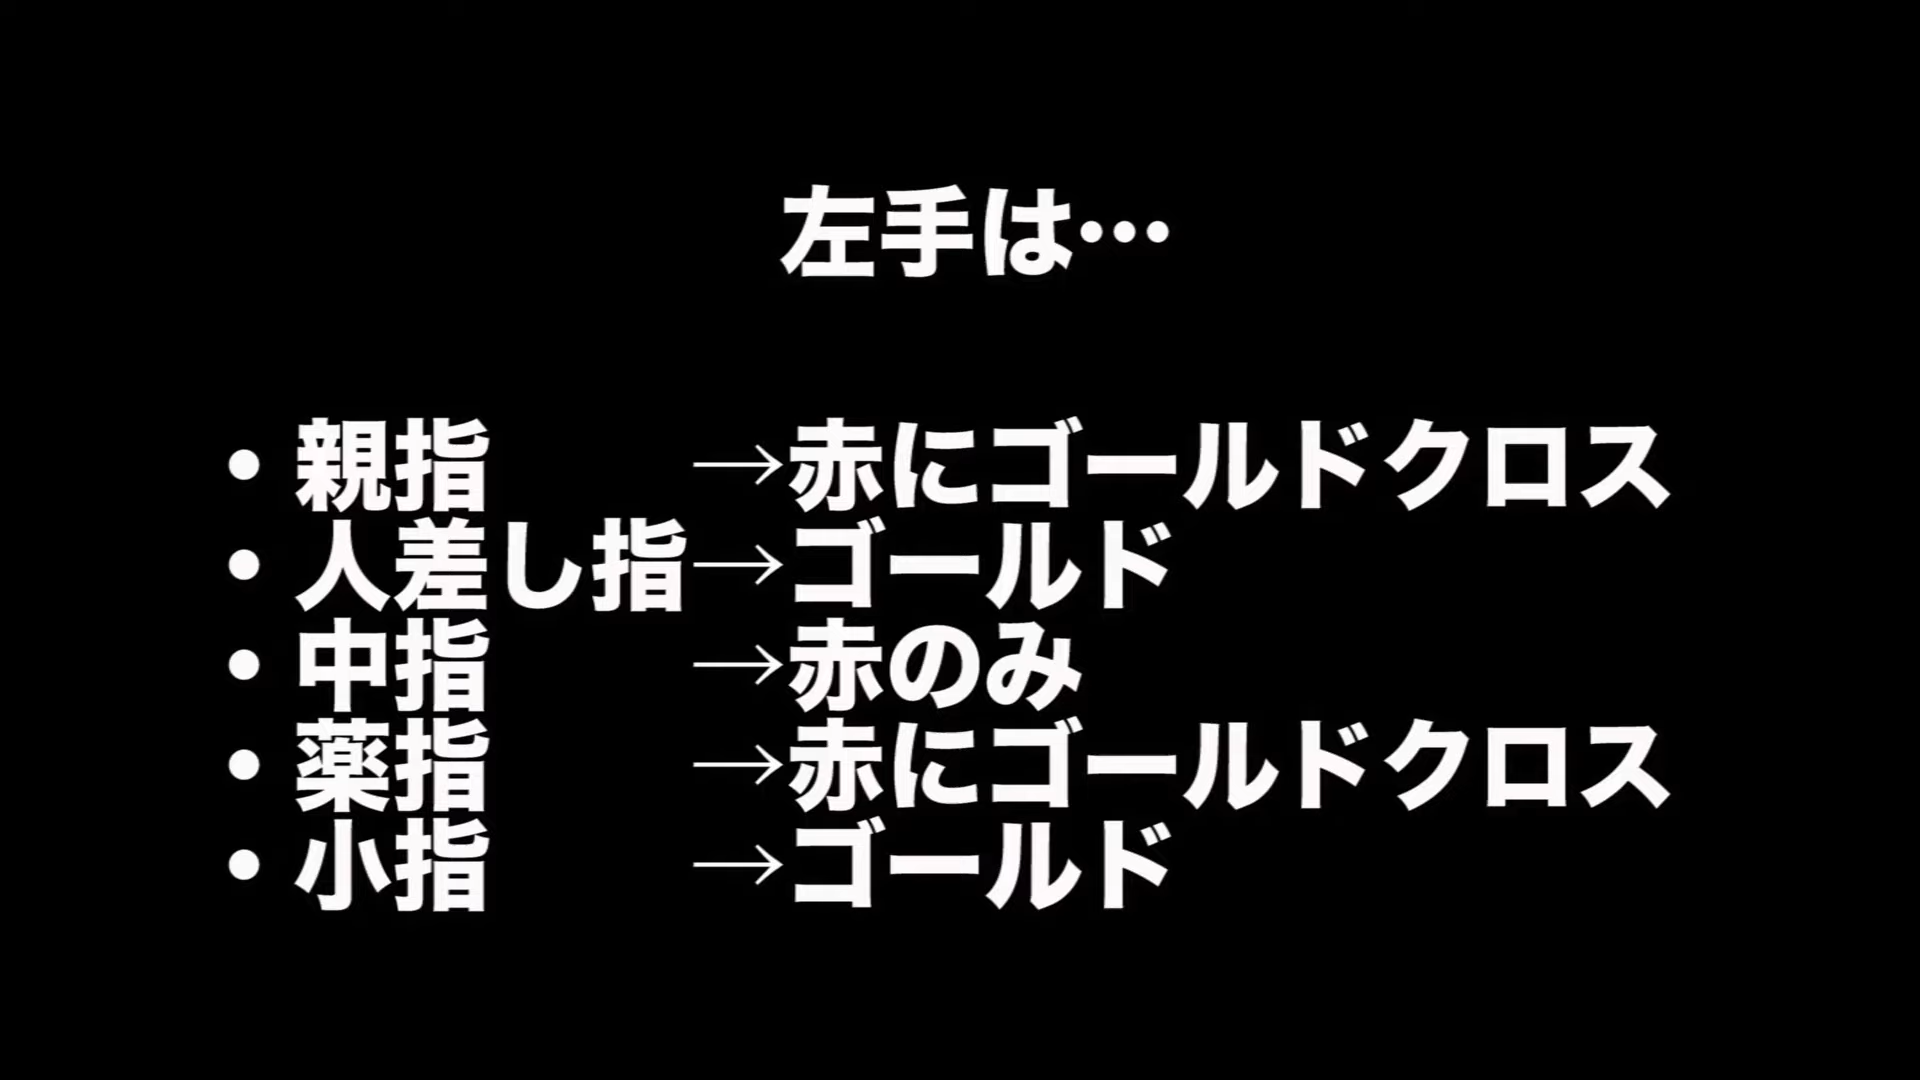 左手は…
• 親指　　→赤にゴールドクロス
• 人差し指→ゴールド
• 中指　　→赤のみ
• 薬指　　→赤にゴールドクロス
• 小指　　→ゴールド